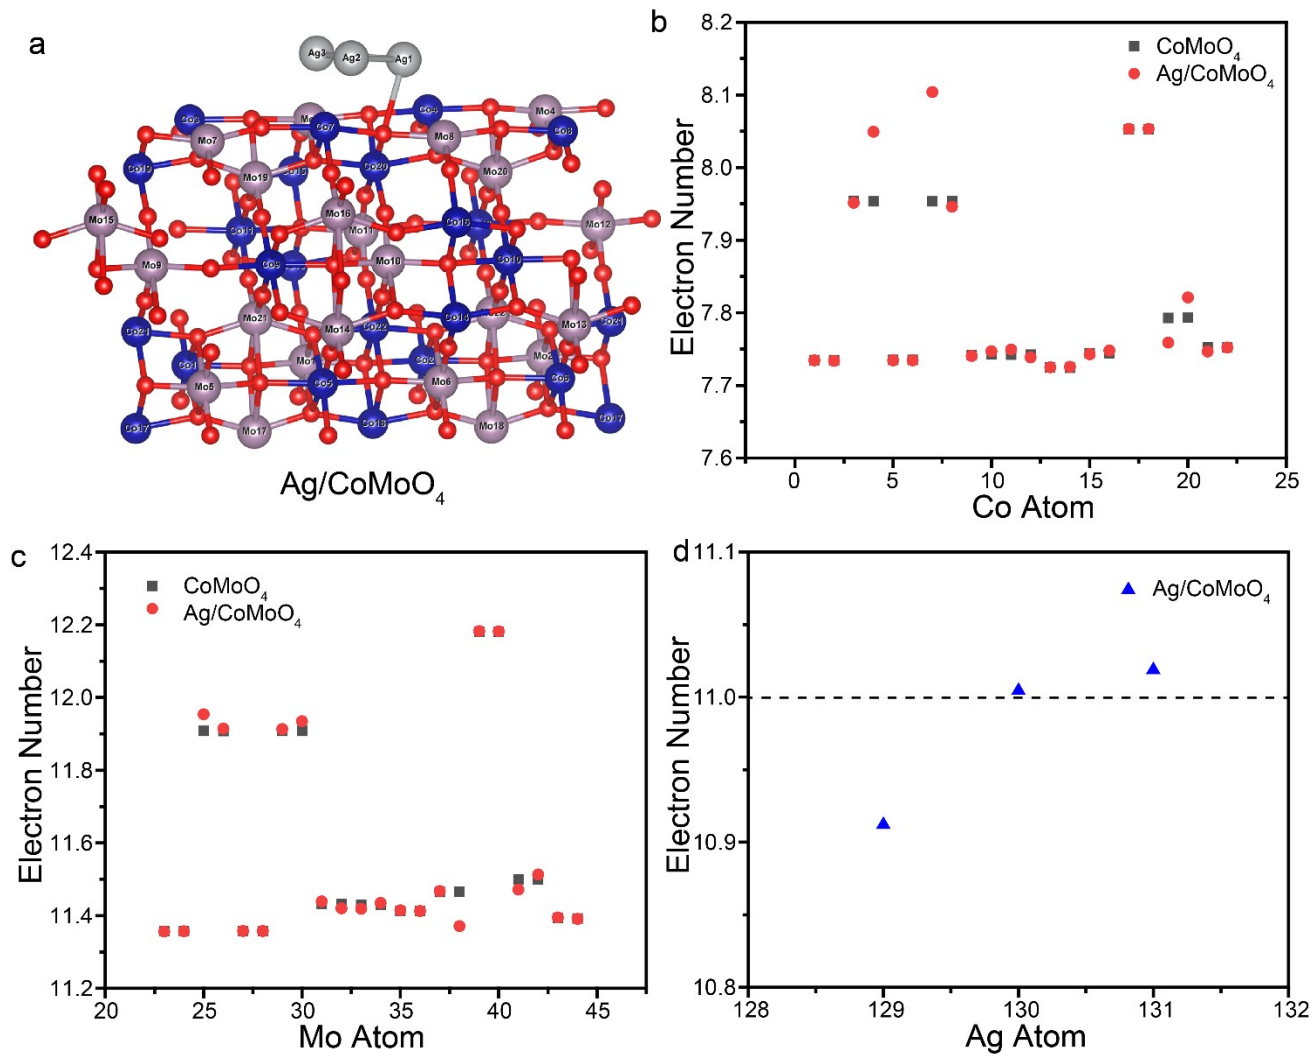 a
Ag3 Ag2 Ag1
Co3 Co4 Mo4
Mo7 Co7 Mo8 Co8
Co19 Mo19 Co20 Mo20
Mo15 Mo16 Mo11 Co16 Mo12
Co11
Mo9 Co9 Mo10 Co10
Mo21 Mo14 Co22 Co14 Mo13 Co21
Co21
Co1 Co2
Mo5 Co5 Mo6 Co6
Co17 Mo17 Mo18 Co17
Ag/CoMoO4
b
CoMoO4
Ag/CoMoO4
8.2
8.1
8.0
7.9
7.8
7.7
7.6
Electron Number
0 5 10 15 20 25
Co Atom
c
CoMoO4
Ag/CoMoO4
12.4
12.2
12.0
11.8
11.6
11.4
11.2
Electron Number
20 25 30 35 40 45
Mo Atom
d
Ag/CoMoO4
11.1
11.0
10.9
10.8
Electron Number
128 129 130 131 132
Ag Atom